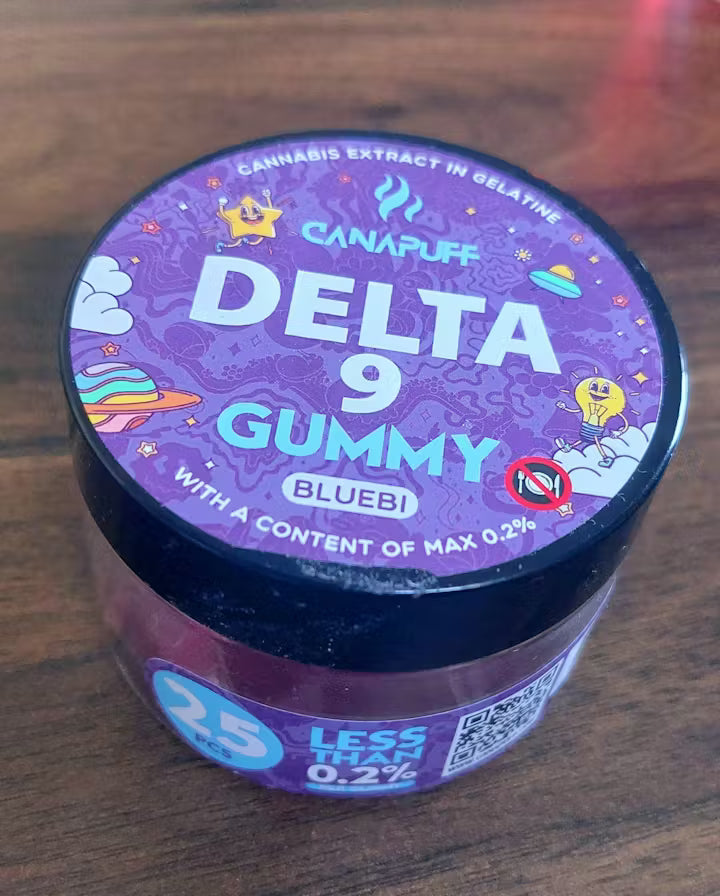 CANNABIS EXTRACT IN GELATINE
CANAPUFF
DELTA
9
GUMMY
BLUEBI
WITH A CONTENT OF MAX 0.2%
25
PCS
LESS
THAN
0.2%